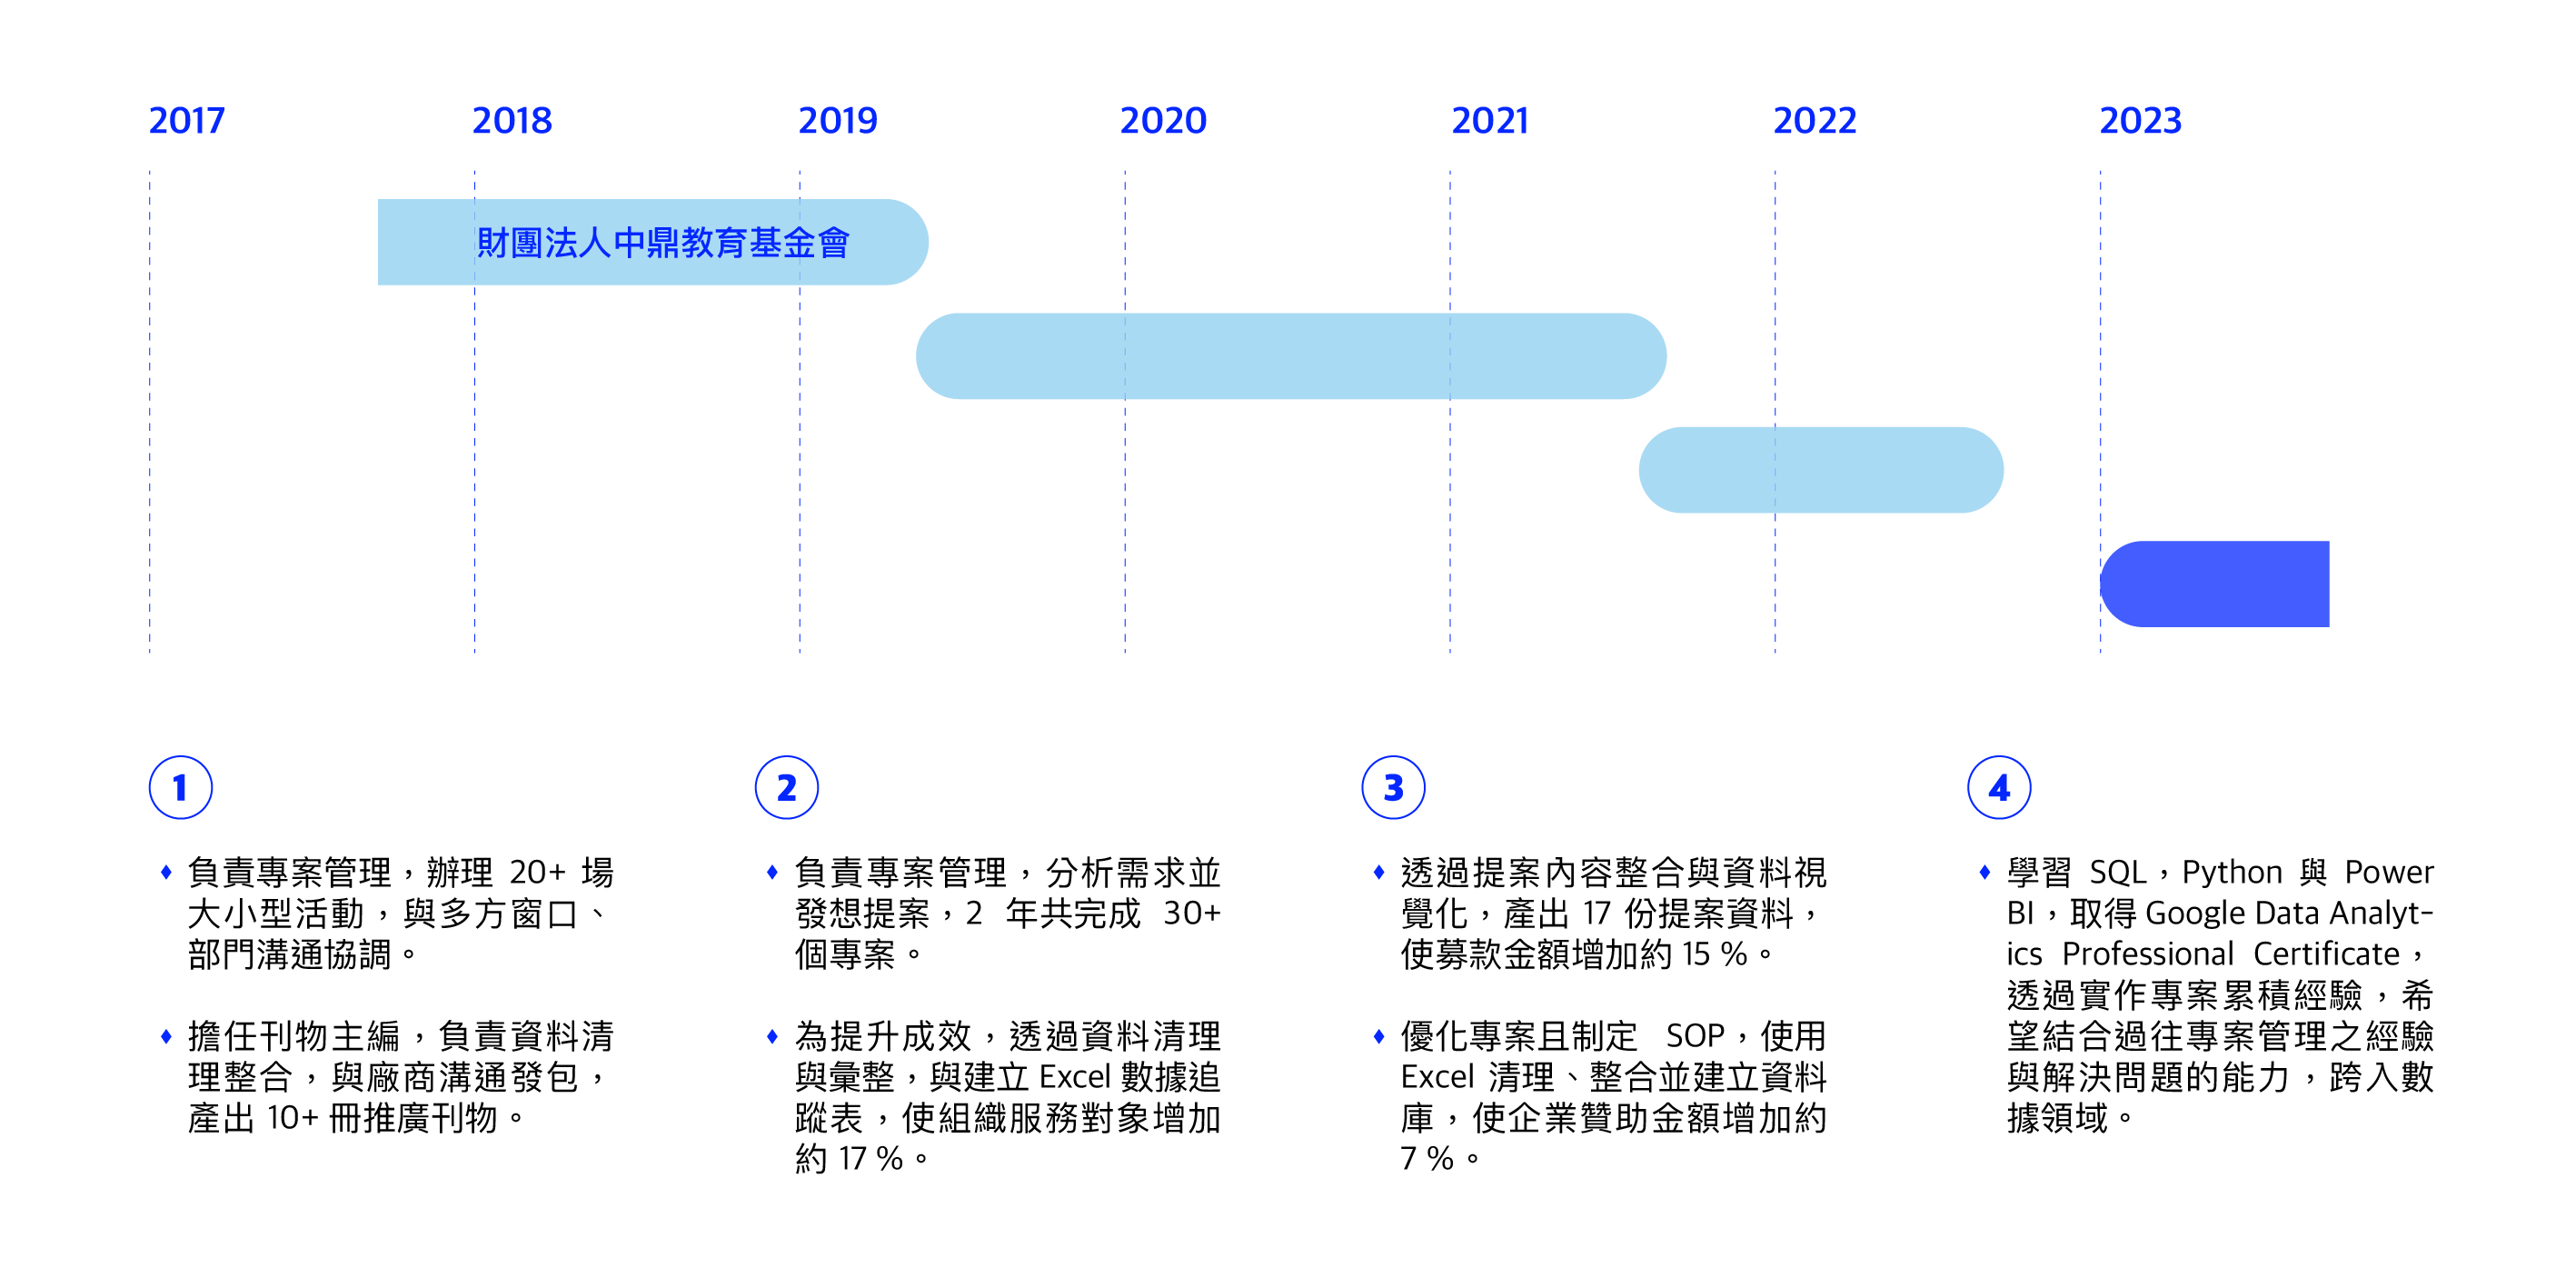 2017 2018 2019 2020 2021 2022 2023
財團法人中鼎教育基金會
1
負責專案管理，辦理 20+ 場
大小型活動，與多方窗口、
部門溝通協調。
擔任刊物主編，負責資料清
理整合，與廠商溝通發包，
產出 10+ 冊推廣刊物。
2
負責專案管理，分析需求並
發想提案，2 年共完成 30+
個專案。
為提升成效，透過資料清理
與彙整，與建立 Excel 數據追
蹤表，使組織服務對象增加
約 17 %。
3
透過提案內容整合與資料視
覺化，產出 17 份提案資料，
使募款金額增加約 15 %。
優化專案且制定 SOP，使用
Excel 清理、整合並建立資料
庫，使企業贊助金額增加約
7 %。
4
學習 SQL，Python 與 Power
BI，取得 Google Data Analyt-
ics Professional Certificate，
透過實作專案累積經驗，希
望結合過往專案管理之經驗
與解決問題的能力，跨入數
據領域。